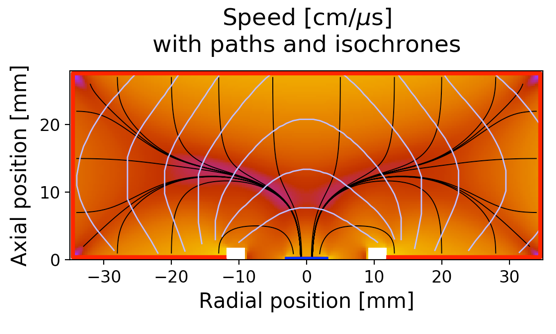 Speed [cm/μs]
with paths and isochrones
Axial position [mm]
20
10
0
−30
−20
−10
0
10
20
30
Radial position [mm]